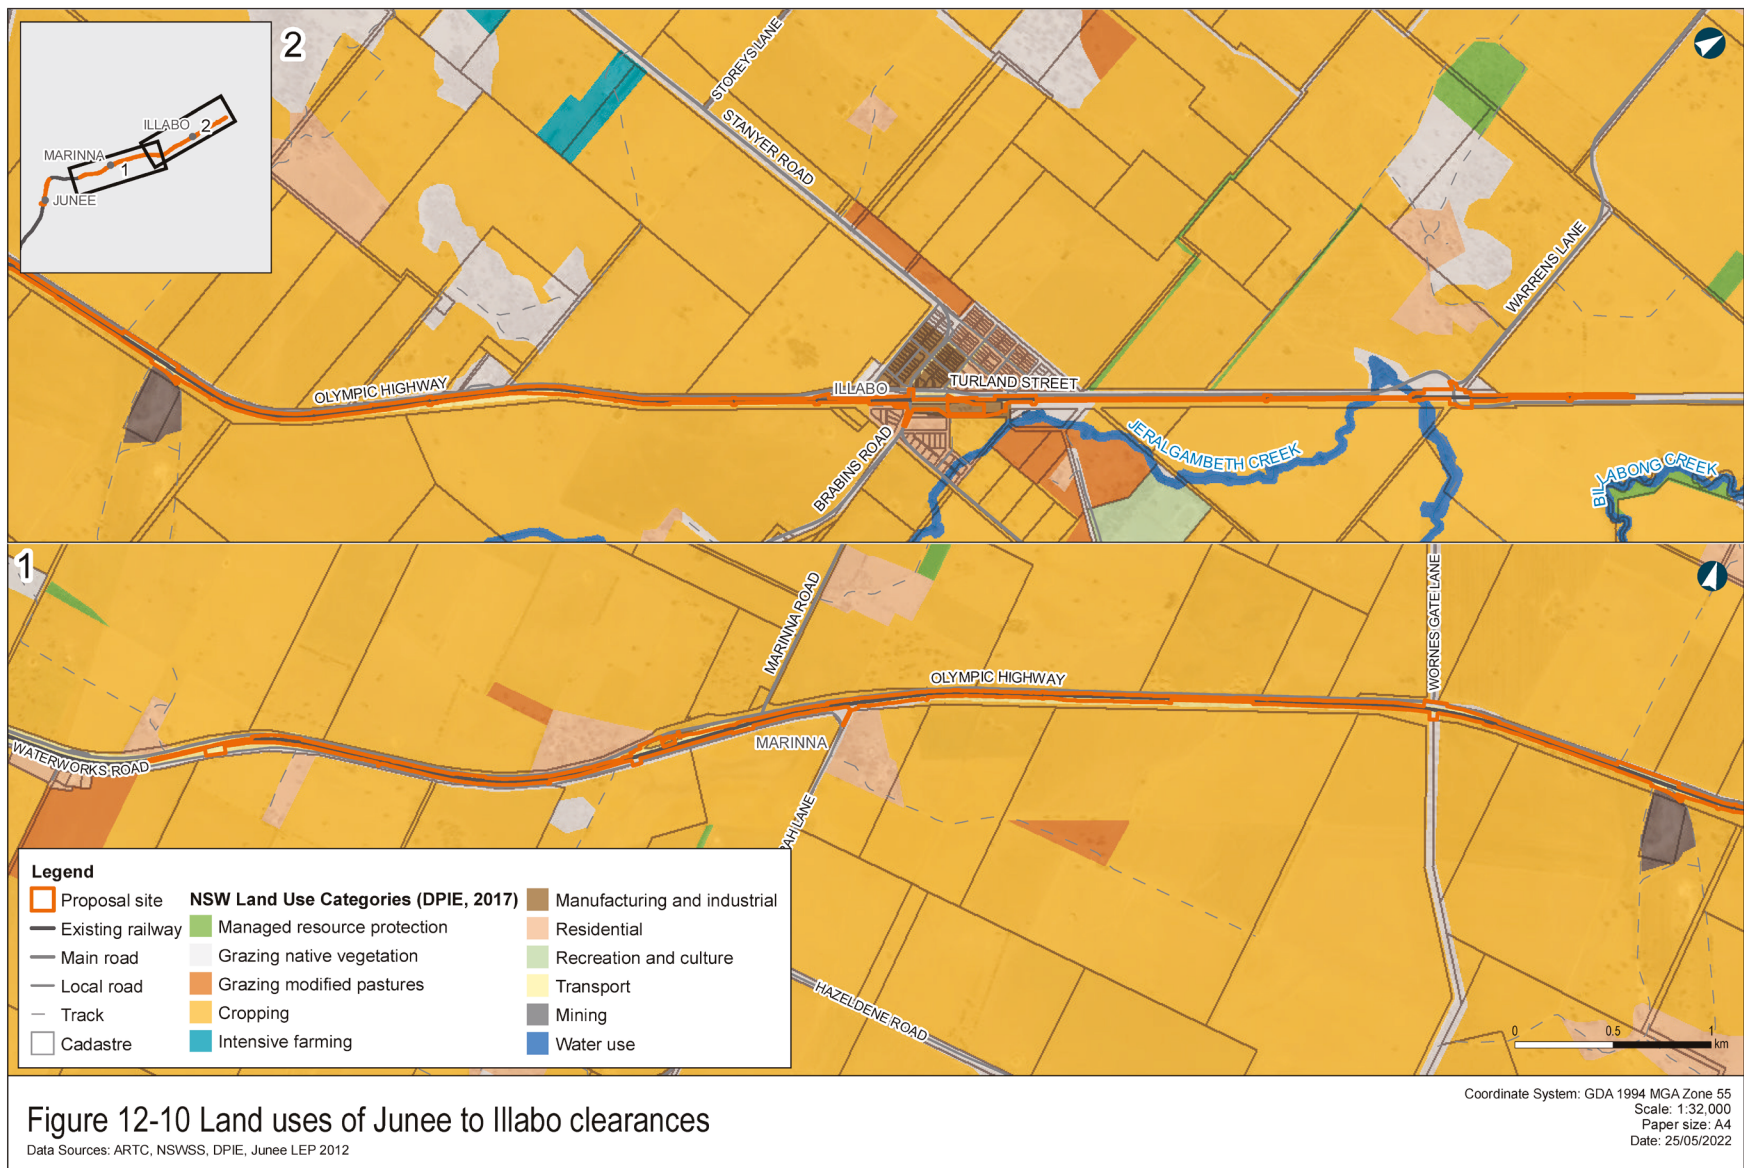 2
ILLABO
2
MARINNA
1
JUNEE
STOREYS LANE
STANYER ROAD
WARRENS LANE
OLYMPIC HIGHWAY
ILLABO
TURLAND STREET
BRABINS ROAD
JERALGAMBETH CREEK
BILLABONG CREEK
1
MARINNA ROAD
WORNES GATE LANE
OLYMPIC HIGHWAY
MARINNA
WATERWORKS ROAD
LANE
HAZELDENE ROAD
Legend
Proposal site
Existing railway
Main road
Local road
Track
Cadastre
NSW Land Use Categories (DPIE, 2017)
Managed resource protection
Grazing native vegetation
Grazing modified pastures
Cropping
Intensive farming
Manufacturing and industrial
Residential
Recreation and culture
Transport
Mining
Water use
0 0.5 1
km
Figure 12-10 Land uses of Junee to Illabo clearances
Data Sources: ARTC, NSWSS, DPIE, Junee LEP 2012
Coordinate System: GDA 1994 MGA Zone 55
Scale: 1:32,000
Paper size: A4
Date: 25/05/2022